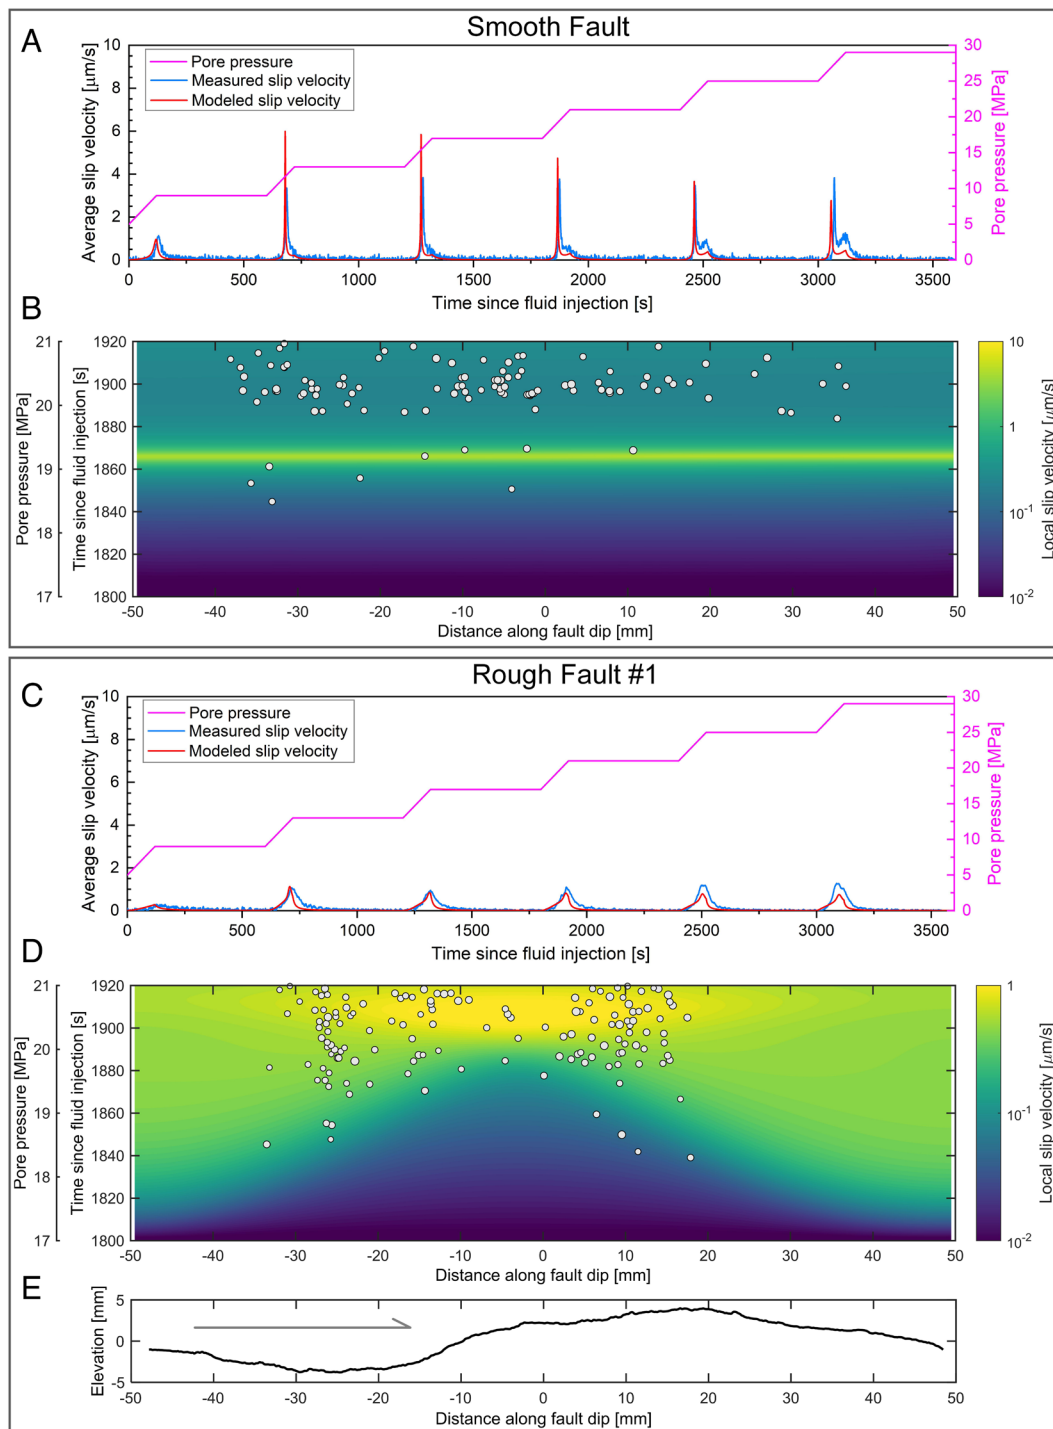 A
Smooth Fault
Pore pressure
Measured slip velocity
Modeled slip velocity
Average slip velocity [μm/s]
10
8
6
4
2
0
30
25
20
15
10
5
0
Pore pressure [MPa]
0 500 1000 1500 2000 2500 3000 3500
Time since fluid injection [s]
B
Pore pressure [MPa]
21
20
19
18
17
Time since fluid injection [s]
1920
1900
1880
1860
1840
1820
1800
-50 -40 -30 -20 -10 0 10 20 30 40 50
Distance along fault dip [mm]
10
1
10-1
10-2
Local slip velocity [μm/s]
Rough Fault #1
C
Pore pressure
Measured slip velocity
Modeled slip velocity
Average slip velocity [μm/s]
10
8
6
4
2
0
30
25
20
15
10
5
0
Pore pressure [MPa]
0 500 1000 1500 2000 2500 3000 3500
Time since fluid injection [s]
D
Pore pressure [MPa]
21
20
19
18
17
Time since fluid injection [s]
1920
1900
1880
1860
1840
1820
1800
-50 -40 -30 -20 -10 0 10 20 30 40 50
Distance along fault dip [mm]
1
10-1
10-2
Local slip velocity [μm/s]
E
Elevation [mm]
5
0
-5
-50 -40 -30 -20 -10 0 10 20 30 40 50
Distance along fault dip [mm]